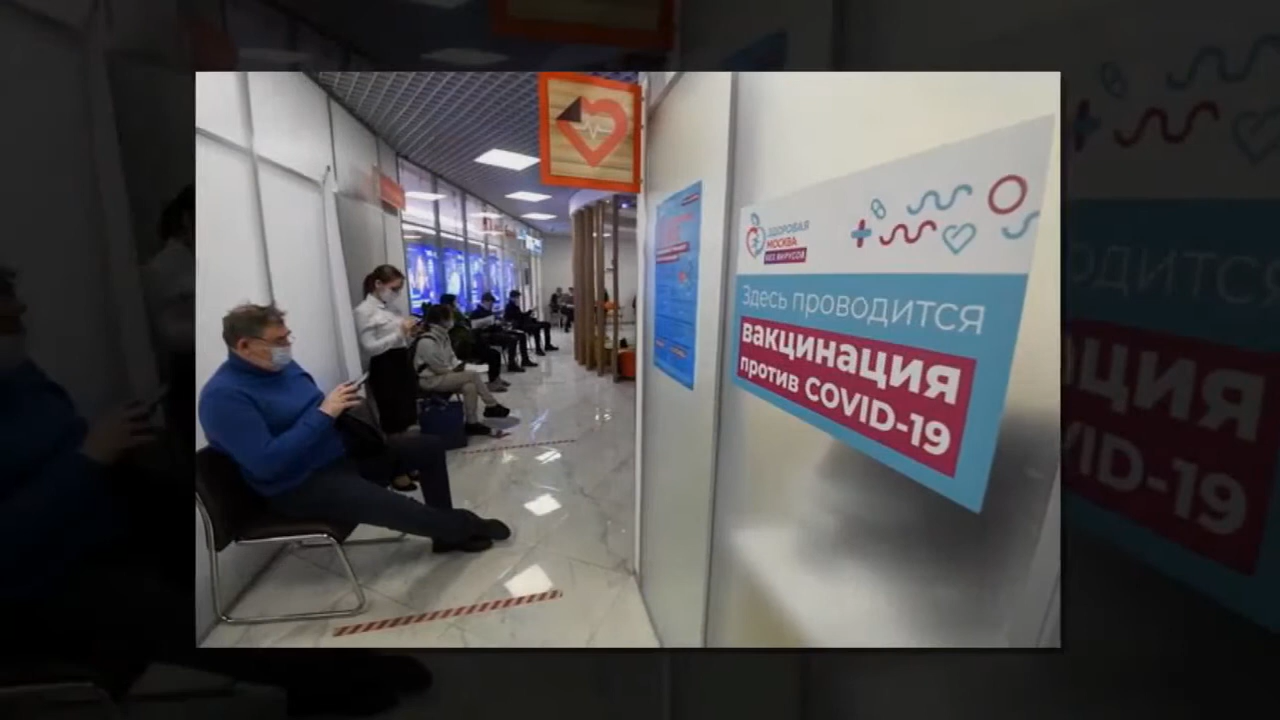 ЗДОРОВАЯ
МОСКВА
БЕЗ ВИРУСОВ
Здесь проводится
вакцинация
против COVID-19